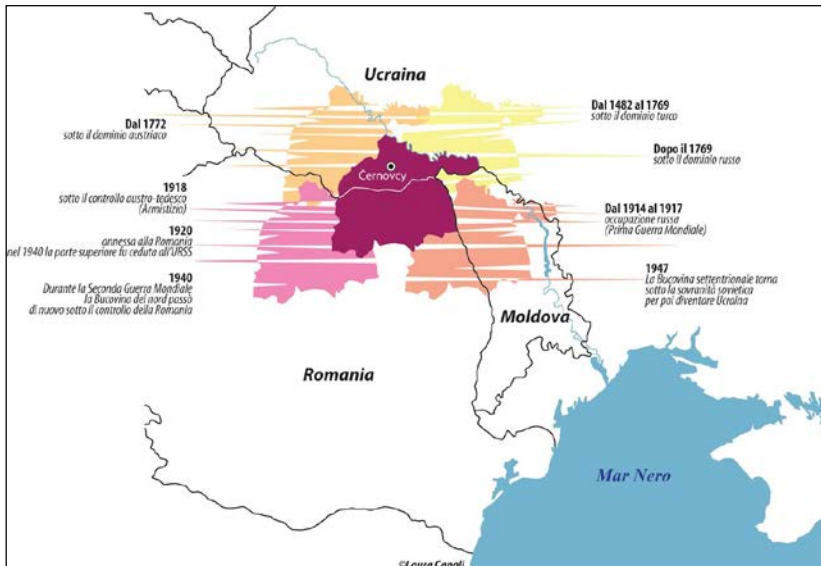 Ucraina
Dal 1772
sotto il dominio austriaco
Dal 1482 al 1769
sotto il dominio turco
Dopo il 1769
sotto il dominio russo
Černovcy
1918
sotto il controllo austro-tedesco
(Armistizio)
1920
annessa alla Romania
nel 1940 la parte superiore fu ceduta all'URSS
1940
Durante la Seconda Guerra Mondiale
la Bucovina del nord passò
di nuovo sotto il controllo della Romania
Dal 1914 al 1917
occupazione russa
(Prima Guerra Mondiale)
1947
La Bucovina settentrionale torna
sotto la sovranità sovietica
per poi diventare Ucraina
Moldova
Romania
Mar Nero
©Laura Canali